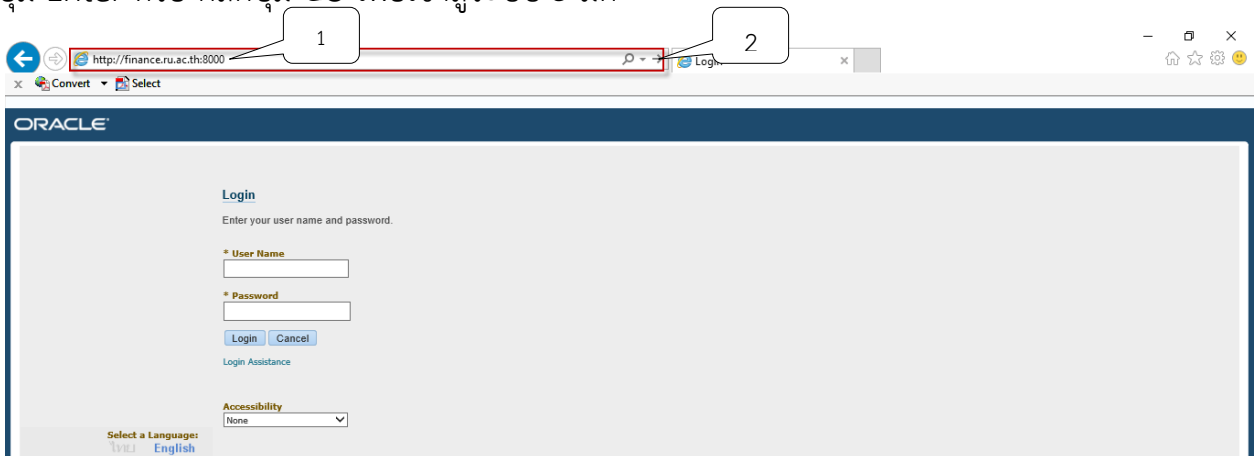 Enter
1
2
http://finance.ru.ac.th:8000
Login
x Convert Select
ORACLE
Login
Enter your user name and password.
* User Name
* Password
Login Cancel
Login Assistance
Accessibility
None
Select a Language:
ไทย English